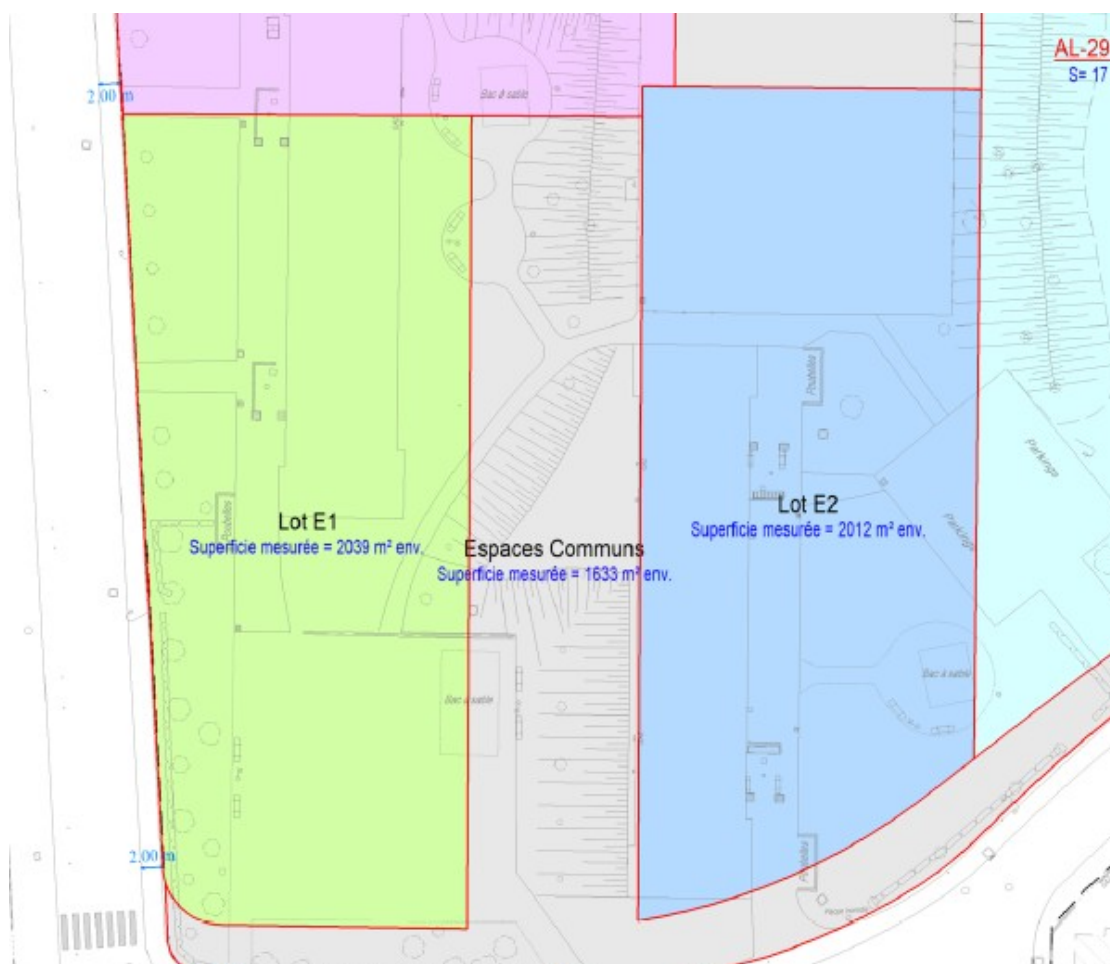 AL-29
S= 17
2.00 m
Bac à sable
Poubelles
Parkings
Lot E1
Superficie mesurée = 2039 m² env.
Poubelles
Lot E2
Superficie mesurée = 2012 m² env.
Parkings
Espaces Communs
Superficie mesurée = 1633 m² env.
Bac à sable
Bac à sable
2.00 m
Poubelles